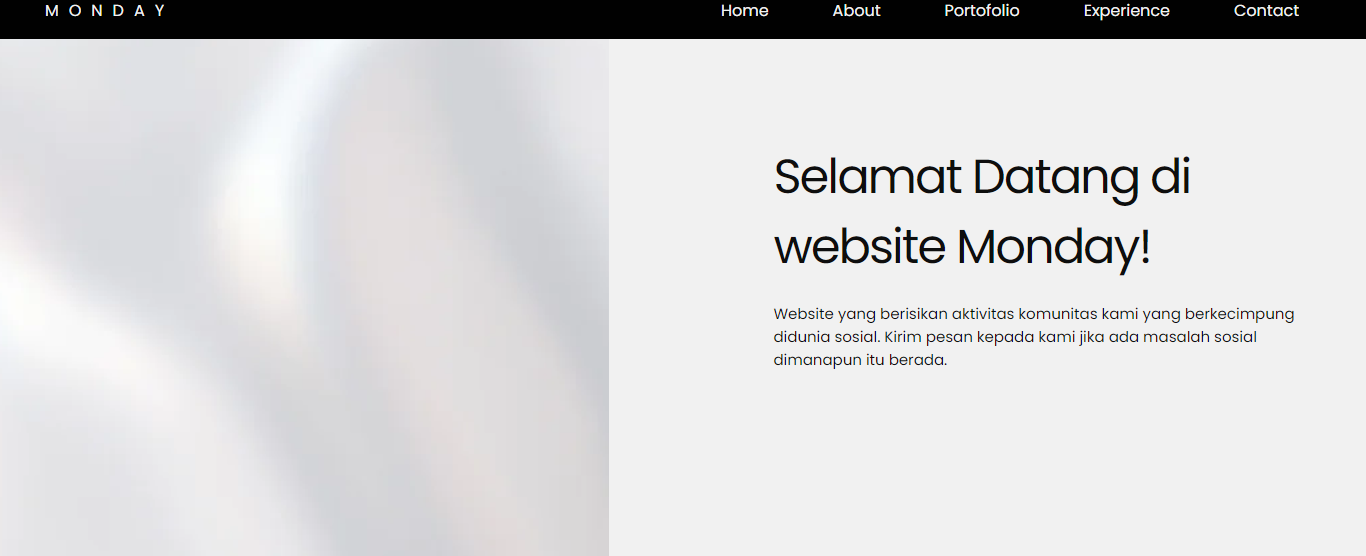 M O N D A Y
Home About Portofolio Experience Contact
Selamat Datang di
website Monday!
Website yang berisikan aktivitas komunitas kami yang berkecimpung
didunia sosial. Kirim pesan kepada kami jika ada masalah sosial
dimanapun itu berada.